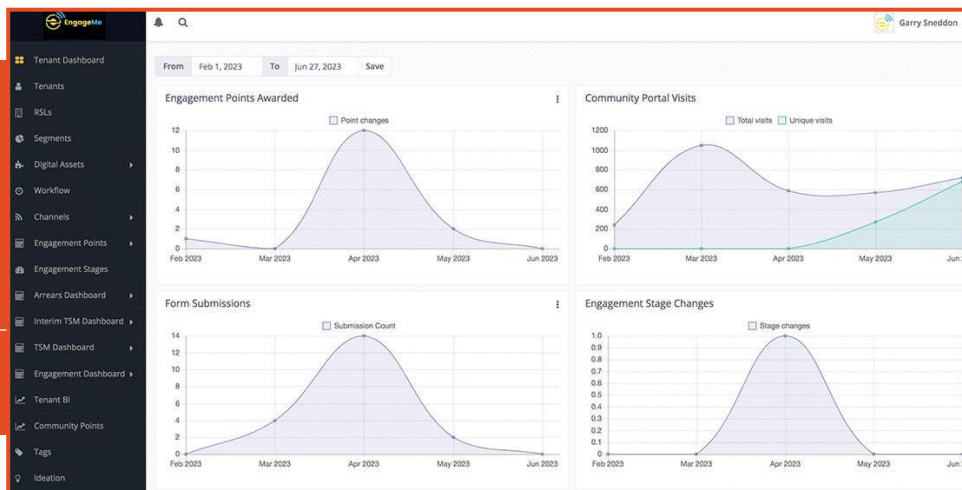 EngageMe
Garry Sneddon
Tenant Dashboard
Tenants
RSLs
Segments
Digital Assets
Workflow
Channels
Engagement Points
Engagement Stages
Arrears Dashboard
Interim TSM Dashboard
TSM Dashboard
Engagement Dashboard
Tenant BI
Community Points
Tags
Ideation
From Feb 1, 2023 To Jun 27, 2023 Save
Engagement Points Awarded
Point changes
12
10
8
6
4
2
0
Feb 2023 Mar 2023 Apr 2023 May 2023 Jun 2023
Community Portal Visits
Total visits Unique visits
1200
1000
800
600
400
200
0
Feb 2023 Mar 2023 Apr 2023 May 2023 Jun
Form Submissions
Submission Count
14
12
10
8
6
4
2
0
Feb 2023 Mar 2023 Apr 2023 May 2023 Jun 2023
Engagement Stage Changes
Stage changes
1.0
0.9
0.8
0.7
0.6
0.5
0.4
0.3
0.2
0.1
0
Feb 2023 Mar 2023 Apr 2023 May 2023 Jun